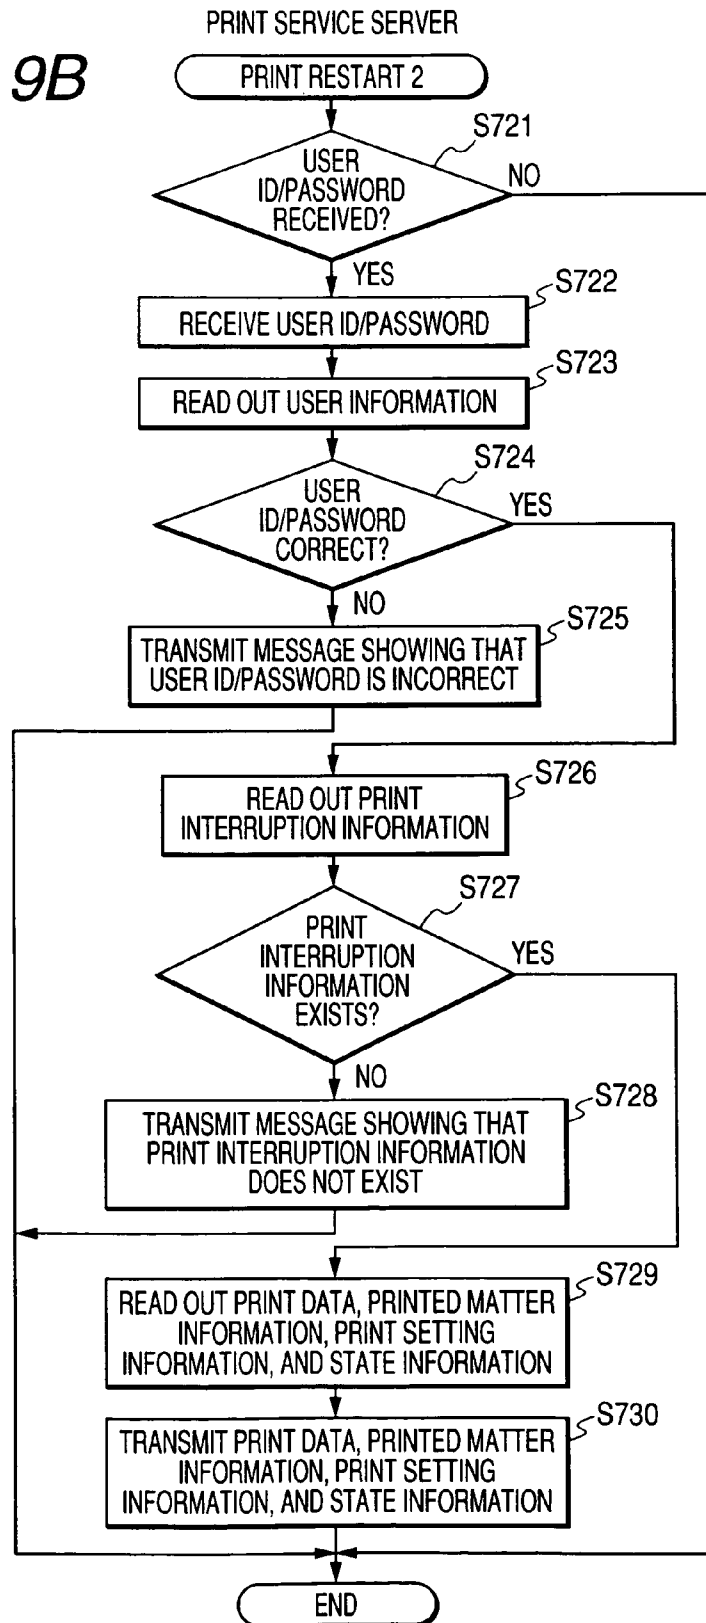 PRINT SERVICE SERVER
9B
PRINT RESTART 2
S721
USER
ID/PASSWORD
RECEIVED?
NO
YES
S722
RECEIVE USER ID/PASSWORD
S723
READ OUT USER INFORMATION
S724
USER
ID/PASSWORD
CORRECT?
YES
NO
S725
TRANSMIT MESSAGE SHOWING THAT
USER ID/PASSWORD IS INCORRECT
S726
READ OUT PRINT
INTERRUPTION INFORMATION
S727
PRINT
INTERRUPTION
INFORMATION
EXISTS?
YES
NO
S728
TRANSMIT MESSAGE SHOWING THAT
PRINT INTERRUPTION INFORMATION
DOES NOT EXIST
S729
READ OUT PRINT DATA, PRINTED MATTER
INFORMATION, PRINT SETTING
INFORMATION, AND STATE INFORMATION
S730
TRANSMIT PRINT DATA, PRINTED MATTER
INFORMATION, PRINT SETTING
INFORMATION, AND STATE INFORMATION
END